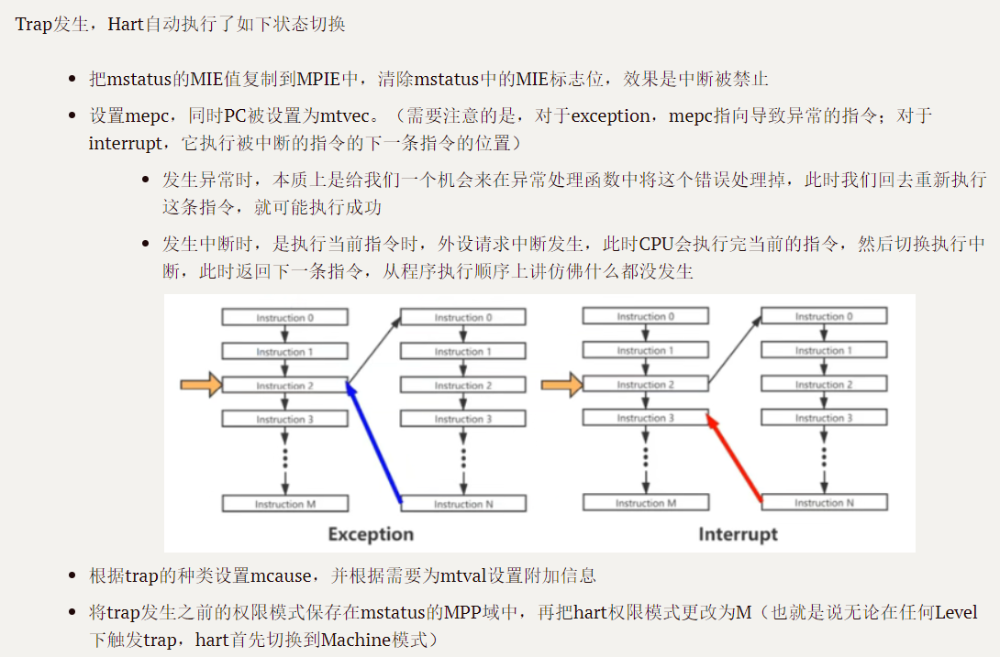 Trap发生，Hart自动执行了如下状态切换
把mstatus的MIE值复制到MPIE中，清除mstatus中的MIE标志位，效果是中断被禁止
设置mepc，同时PC被设置为mtvec。（需要注意的是，对于exception，mepc指向导致异常的指令；对于
interrupt，它执行被中断的指令的下一条指令的位置）
发生异常时，本质上是给我们一个机会来在异常处理函数中将这个错误处理掉，此时我们回去重新执行
这条指令，就可能执行成功
发生中断时，是执行当前指令时，外设请求中断发生，此时CPU会执行完当前的指令，然后切换执行中
断，此时返回下一条指令，从程序执行顺序上讲仿佛什么都没发生
Instruction 0
Instruction 1
Instruction 2
Instruction 3
Instruction M
Instruction 0
Instruction 1
Instruction 2
Instruction 3
Instruction N
Exception
Instruction 0
Instruction 1
Instruction 2
Instruction 3
Instruction M
Instruction 0
Instruction 1
Instruction 2
Instruction 3
Instruction N
Interrupt
根据trap的种类设置mcause，并根据需要为mtval设置附加信息
将trap发生之前的权限模式保存在mstatus的MPP域中，再把hart权限模式更改为M（也就是说无论在任何Level
下触发trap，hart首先切换到Machine模式）